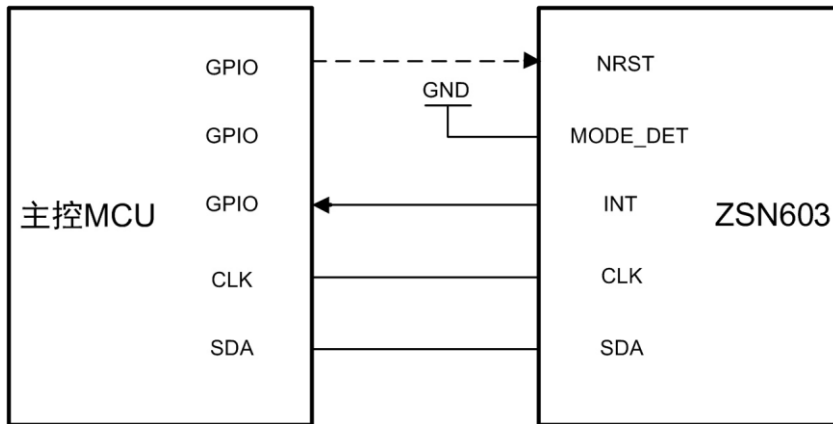 GPIO
NRST
GND
GPIO
MODE_DET
主控MCU
GPIO
INT
ZSN603
CLK
CLK
SDA
SDA